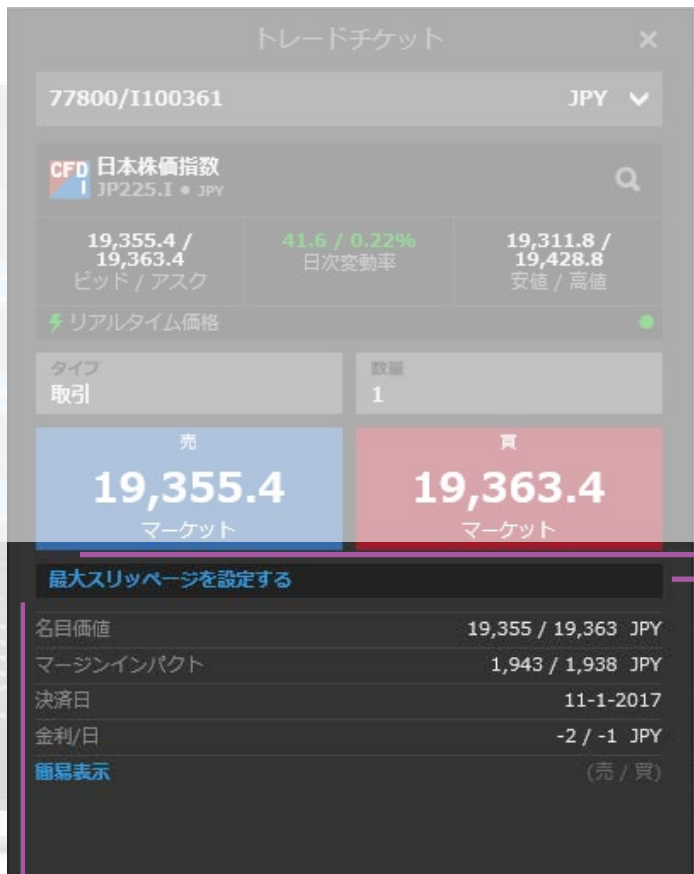 トレードチケット ×
77800/I100361 JPY
CFD I 日本株価指数
JP225.I ● JPY
19,355.4 / 19,363.4
ビッド / アスク
41.6 / 0.22%
日次変動率
19,311.8 / 19,428.8
安値 / 高値
リアルタイム価格
タイプ 数量
取引 1
売 買
19,355.4 19,363.4
マーケット マーケット
最大スリッページを設定する
名目価値 19,355 / 19,363 JPY
マージンインパクト 1,943 / 1,938 JPY
決済日 11-1-2017
金利/日 -2 / -1 JPY
簡易表示 (売 / 買)